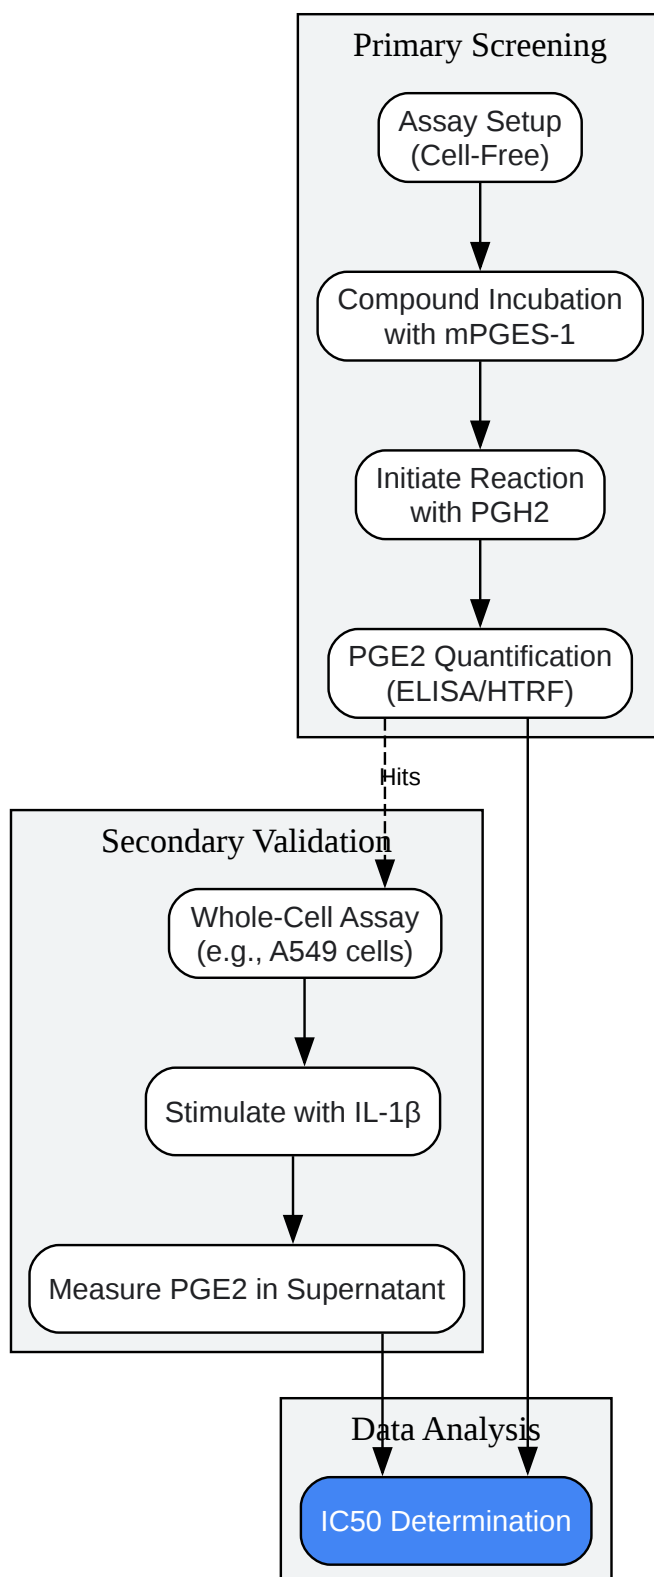 Primary Screening
Assay Setup
(Cell-Free)
Compound Incubation
with mPGES-1
Initiate Reaction
with PGH2
PGE2 Quantification
(ELISA/HTRF)
Hits
Secondary Validation
Whole-Cell Assay
(e.g., A549 cells)
Stimulate with IL-1β
Measure PGE2 in Supernatant
Data Analysis
IC50 Determination